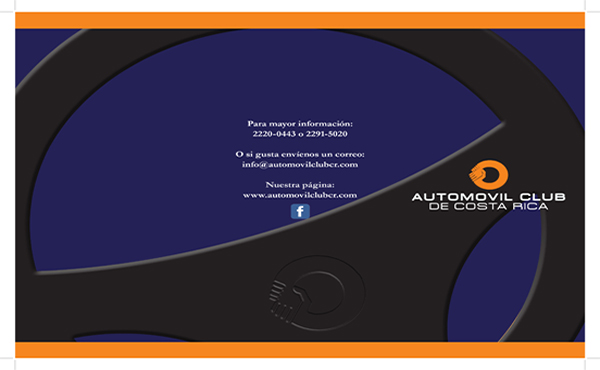 Para mayor información:
2220-0443 o 2291-5020
O si gusta envíenos un correo:
info@automovilclubcr.com
Nuestra página:
www.automovilclubcr.com
f
AUTOMOVIL CLUB
DE COSTA RICA